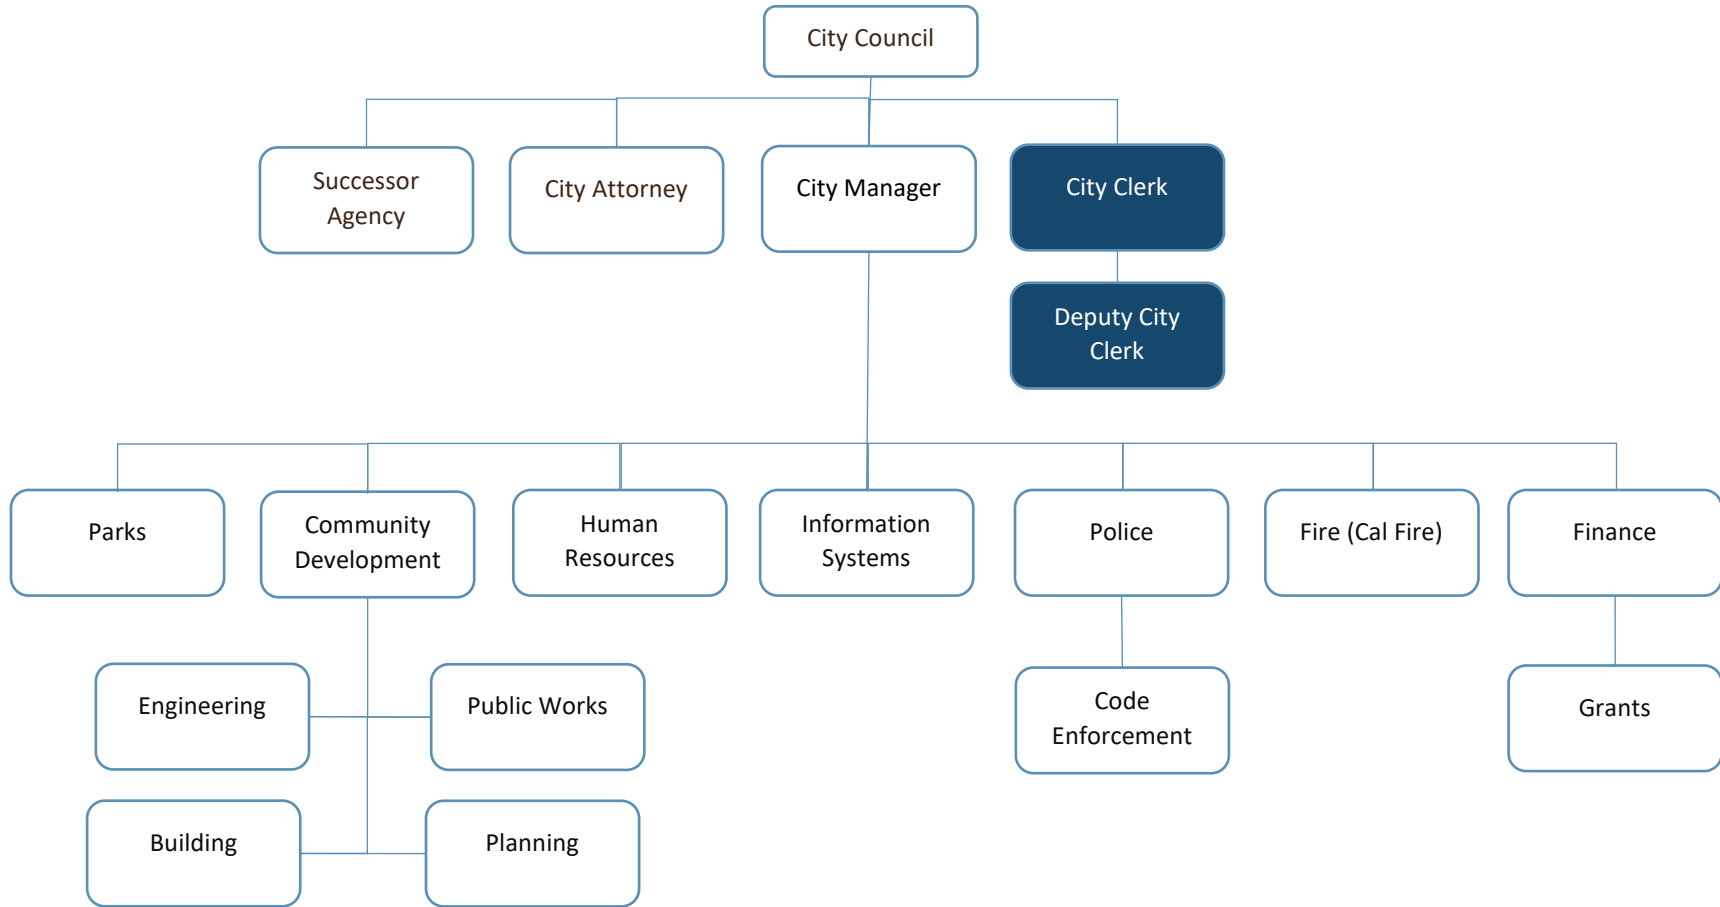 City Council
Successor
Agency
City Attorney
City Manager
City Clerk
Deputy City
Clerk
Parks
Community
Development
Human
Resources
Information
Systems
Police
Fire (Cal Fire)
Finance
Engineering
Public Works
Code
Enforcement
Grants
Building
Planning